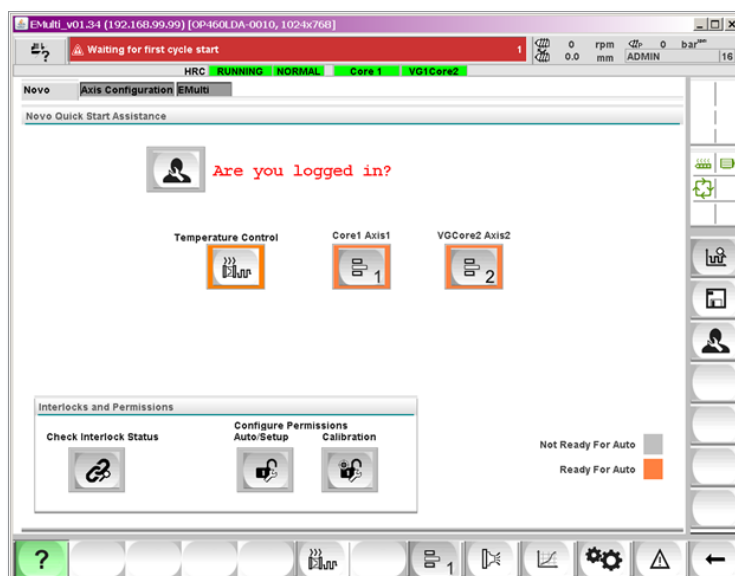 EMulti_v01.34 (192.168.99.99) [OP460LDA-0010, 1024x768]
Waiting for first cycle start 1
0 rpm 0 bar
0.0 mm ADMIN 16
HRC RUNNING NORMAL Core 1 VG1Core2
Novo Axis Configuration EMulti
Novo Quick Start Assistance
Are you logged in?
Temperature Control Core1 Axis1 VGCore2 Axis2
1 2
Interlocks and Permissions
Configure Permissions
Check Interlock Status Auto/Setup Calibration
Not Ready For Auto
Ready For Auto
? 1